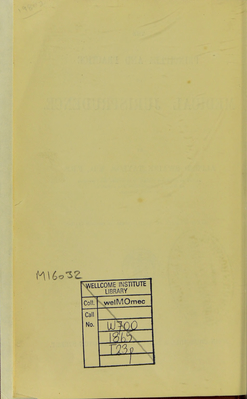 M16032
WELLCOME INSTITUTE
LIBRARY
Coll. welMOmec
Call
No. W700
1865
T23p